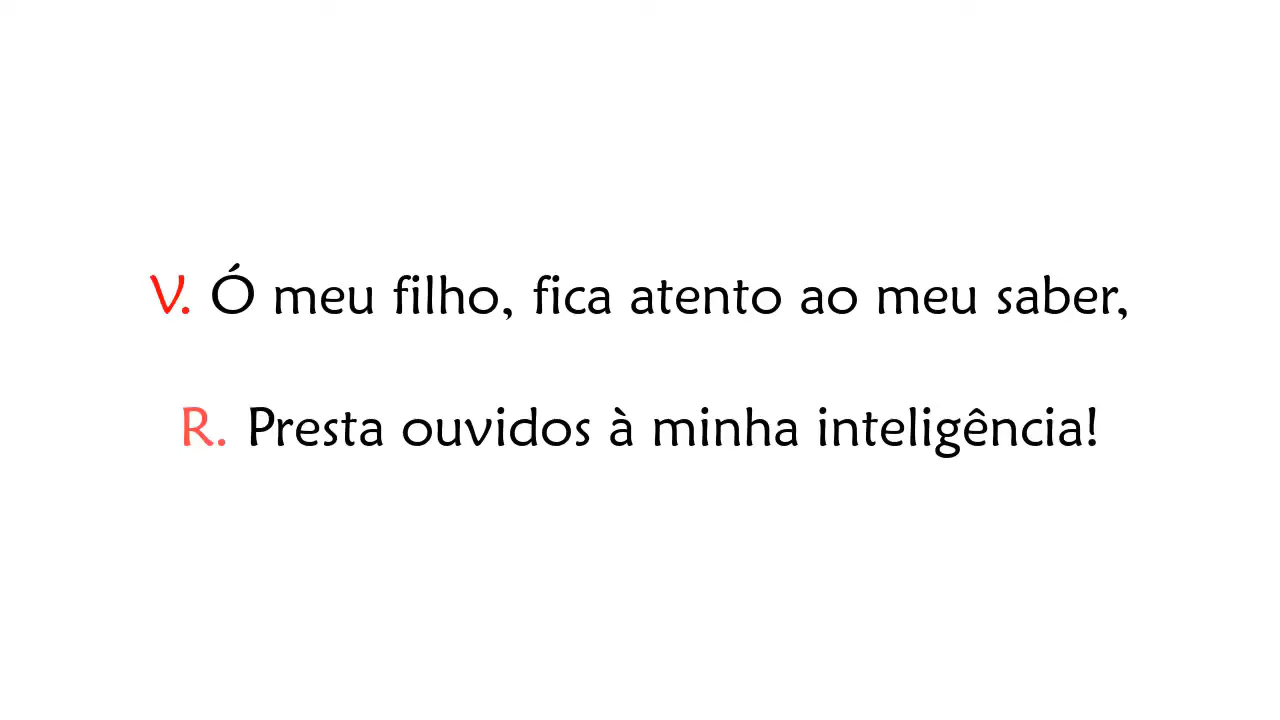 V. Ó meu filho, fica atento ao meu saber,
R. Presta ouvidos à minha inteligência!